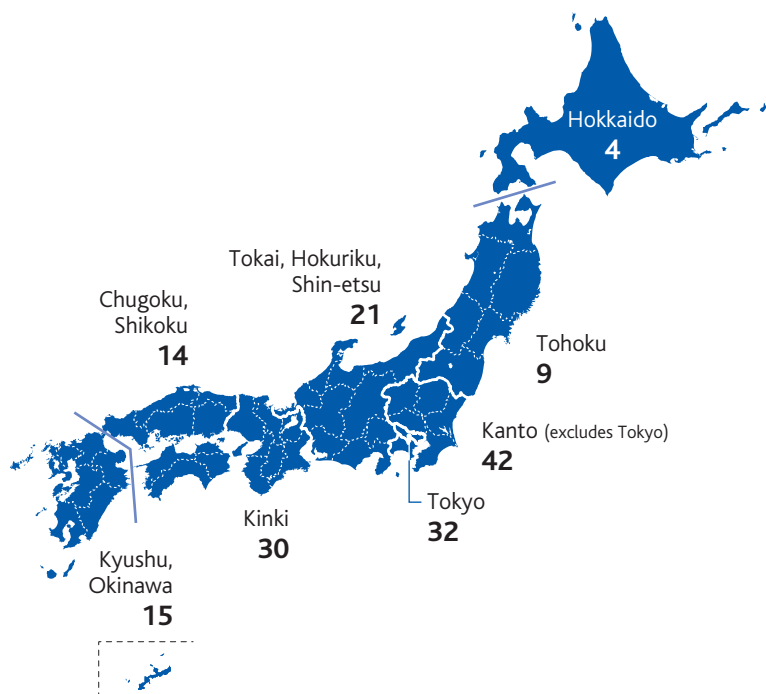 Hokkaido
4
Tokai, Hokuriku,
Shin-etsu
21
Chugoku,
Shikoku
14
Tohoku
9
Kanto (excludes Tokyo)
42
Tokyo
32
Kinki
30
Kyushu,
Okinawa
15